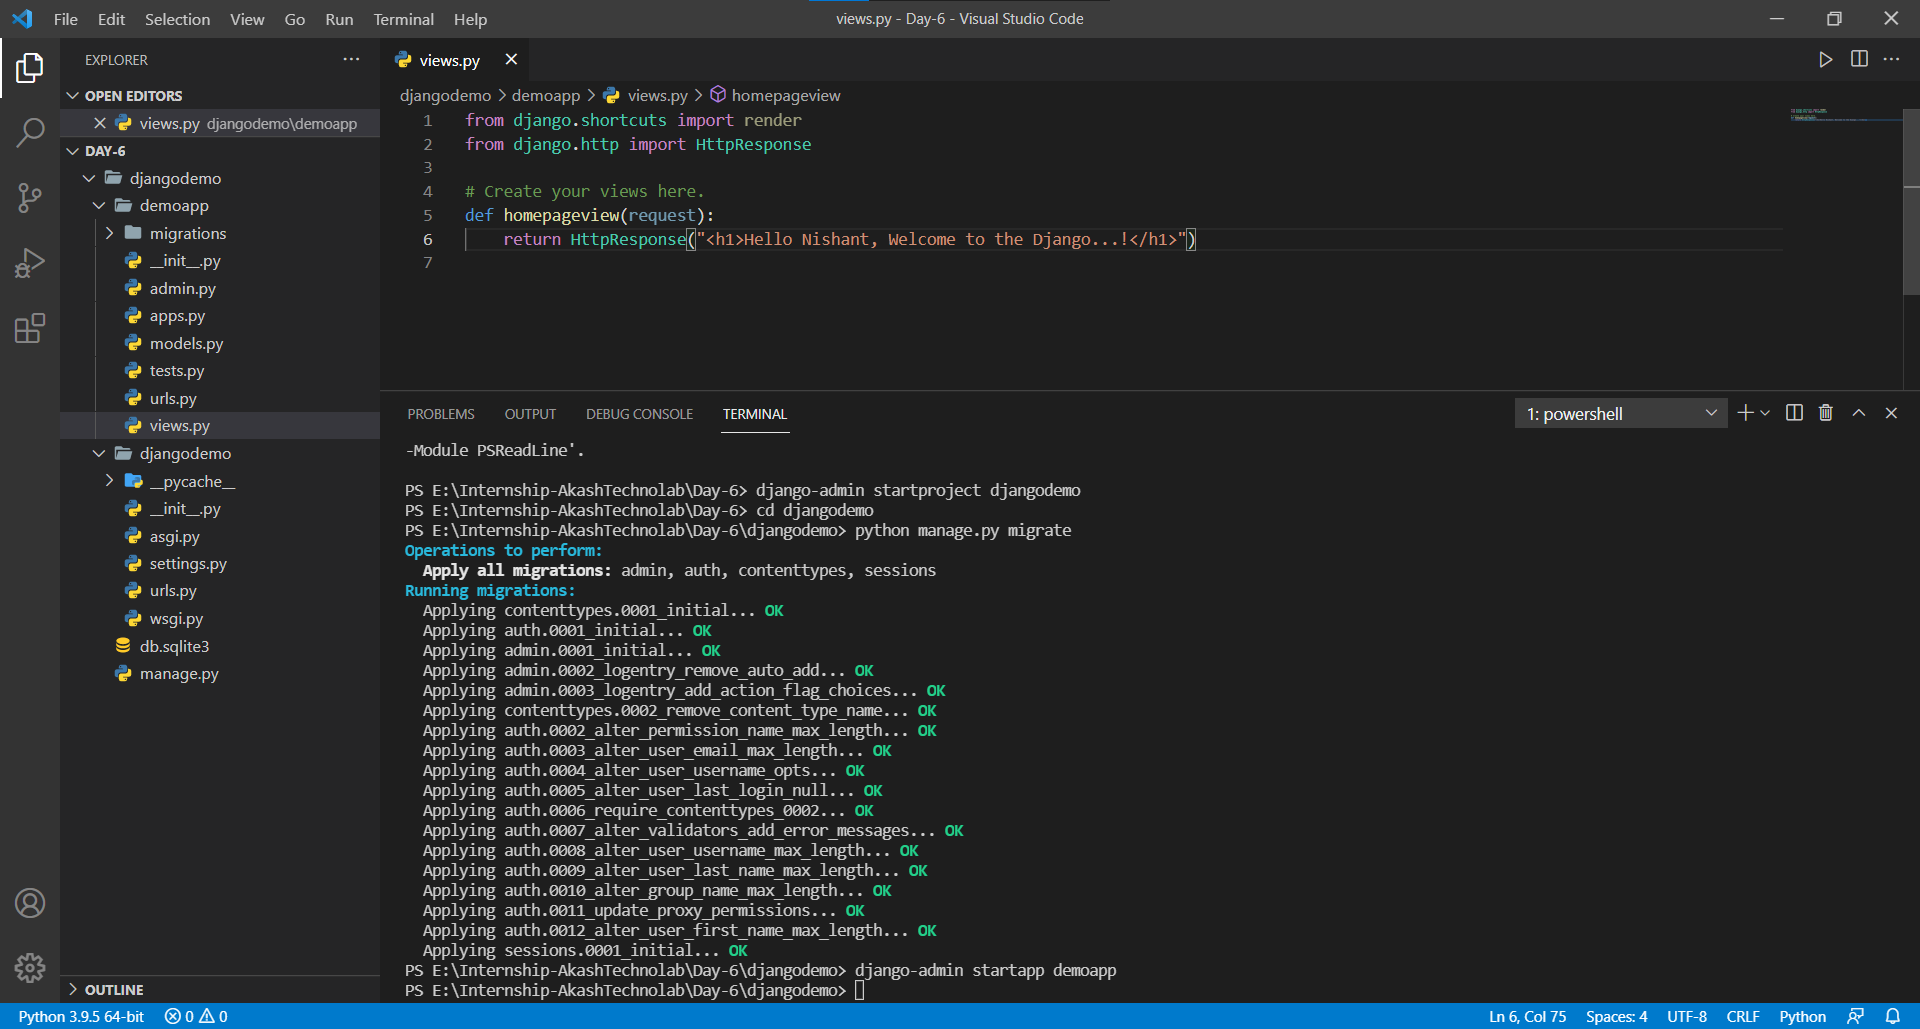 File Edit Selection View Go Run Terminal Help
views.py - Day-6 - Visual Studio Code
EXPLORER
OPEN EDITORS
views.py djangodemo\demoapp
DAY-6
djangodemo
demoapp
migrations
__init__.py
admin.py
apps.py
models.py
tests.py
urls.py
views.py
djangodemo
__pycache__
__init__.py
asgi.py
settings.py
urls.py
wsgi.py
db.sqlite3
manage.py
OUTLINE
views.py
djangodemo > demoapp > views.py > homepageview
1 from django.shortcuts import render
2 from django.http import HttpResponse
3
4 # Create your views here.
5 def homepageview(request):
6     return HttpResponse("<h1>Hello Nishant, Welcome to the Django...!</h1>")
7
PROBLEMS OUTPUT DEBUG CONSOLE TERMINAL
1: powershell
-Module PSReadLine'.
PS E:\Internship-AkashTechnolab\Day-6> django-admin startproject djangodemo
PS E:\Internship-AkashTechnolab\Day-6> cd djangodemo
PS E:\Internship-AkashTechnolab\Day-6\djangodemo> python manage.py migrate
Operations to perform:
  Apply all migrations: admin, auth, contenttypes, sessions
Running migrations:
  Applying contenttypes.0001_initial... OK
  Applying auth.0001_initial... OK
  Applying admin.0001_initial... OK
  Applying admin.0002_logentry_remove_auto_add... OK
  Applying admin.0003_logentry_add_action_flag_choices... OK
  Applying contenttypes.0002_remove_content_type_name... OK
  Applying auth.0002_alter_permission_name_max_length... OK
  Applying auth.0003_alter_user_email_max_length... OK
  Applying auth.0004_alter_user_username_opts... OK
  Applying auth.0005_alter_user_last_login_null... OK
  Applying auth.0006_require_contenttypes_0002... OK
  Applying auth.0007_alter_validators_add_error_messages... OK
  Applying auth.0008_alter_user_username_max_length... OK
  Applying auth.0009_alter_user_last_name_max_length... OK
  Applying auth.0010_alter_group_name_max_length... OK
  Applying auth.0011_update_proxy_permissions... OK
  Applying auth.0012_alter_user_first_name_max_length... OK
  Applying sessions.0001_initial... OK
PS E:\Internship-AkashTechnolab\Day-6\djangodemo> django-admin startapp demoapp
PS E:\Internship-AkashTechnolab\Day-6\djangodemo>
Python 3.9.5 64-bit 0 0 Ln 6, Col 75 Spaces: 4 UTF-8 CRLF Python